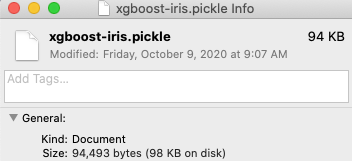 xgboost-iris.pickle Info
xgboost-iris.pickle 94 KB
Modified: Friday, October 9, 2020 at 9:07 AM
Add Tags...
General:
Kind: Document
Size: 94,493 bytes (98 KB on disk)